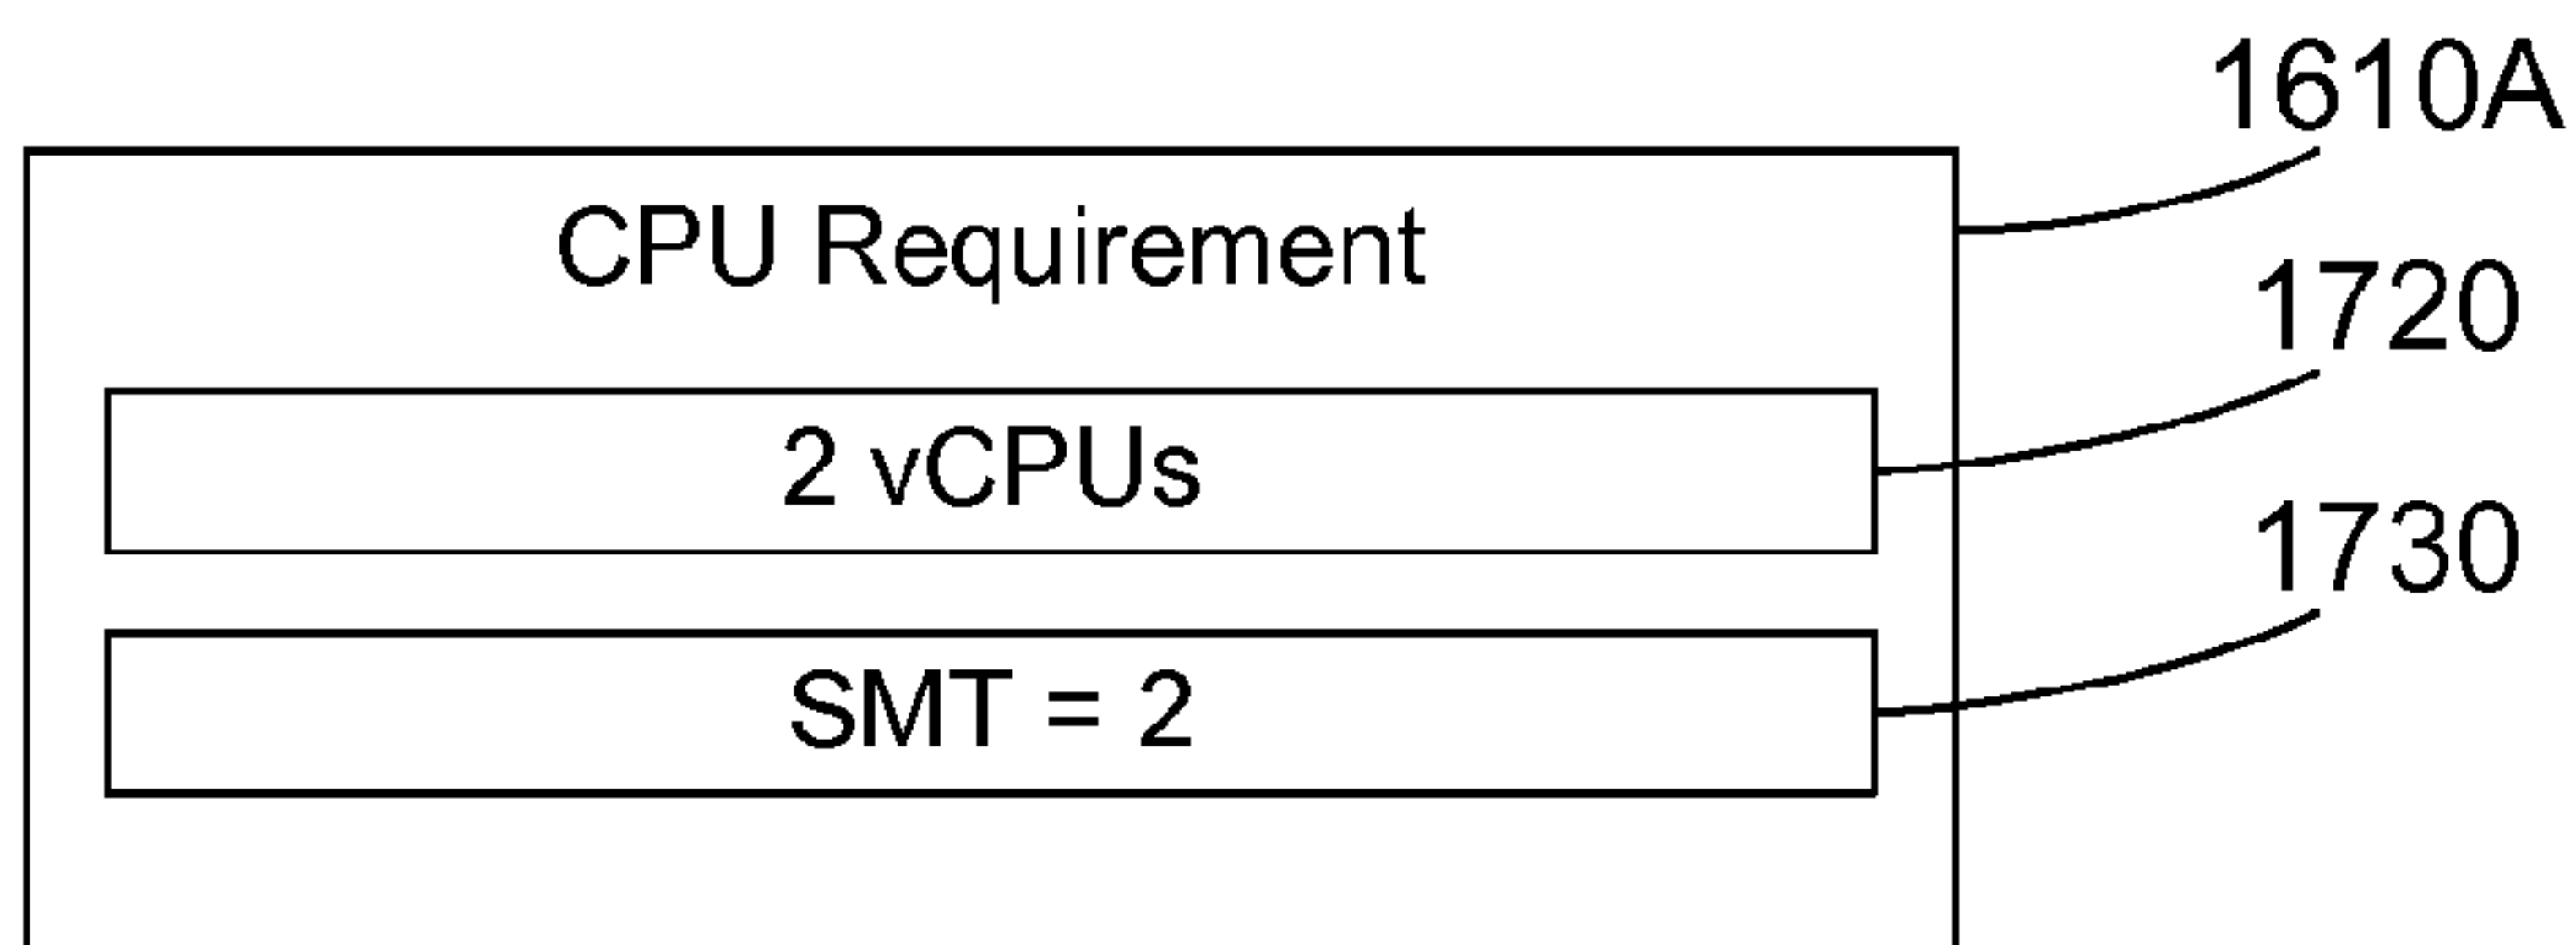 1610A
CPU Requirement
1720
2 vCPUs
1730
SMT = 2